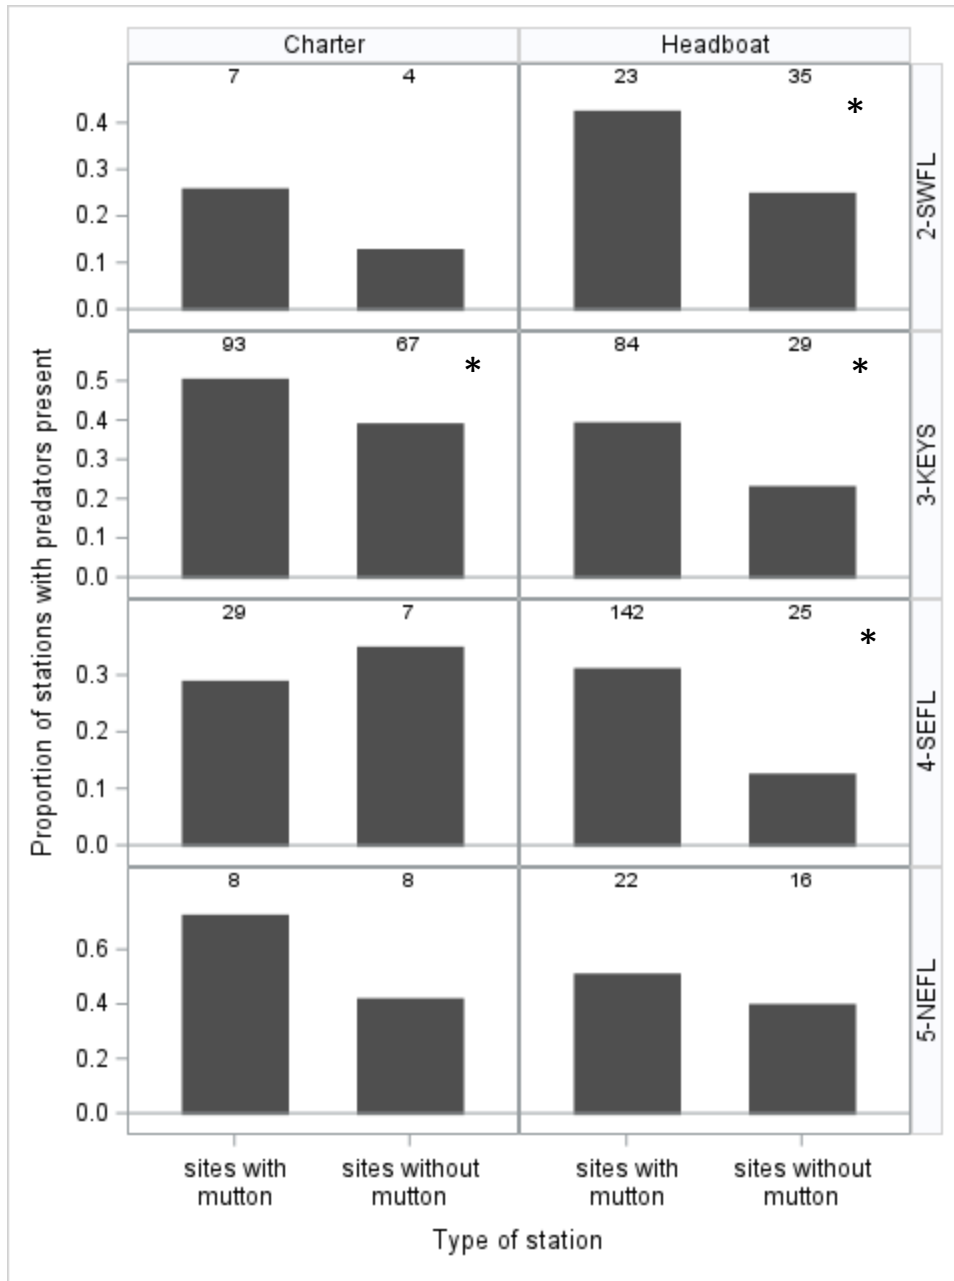 Charter Headboat
7 4 23 35
*
0.4
0.3
0.2
0.1
0.0
2-SWFL
93 67 84 29
* *
0.5
0.4
0.3
0.2
0.1
0.0
3-KEYS
29 7 142 25
*
0.3
0.2
0.1
0.0
4-SEFL
8 8 22 16
0.6
0.4
0.2
0.0
5-NEFL
Proportion of stations with predators present
sites with sites without sites with sites without
mutton mutton mutton mutton
Type of station